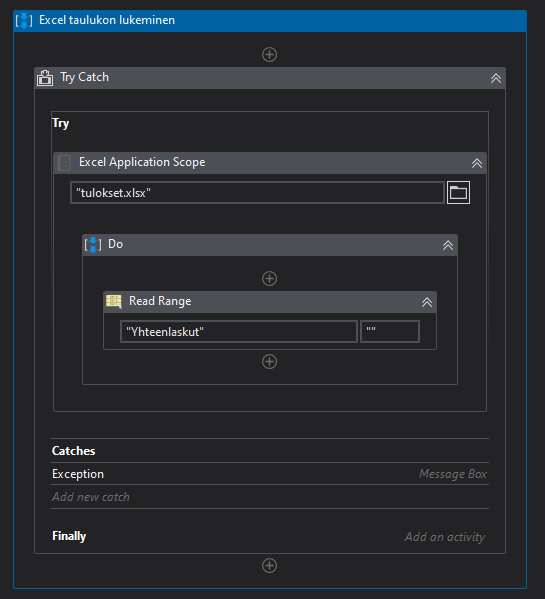 Excel taulukon lukeminen
Try Catch
Try
Excel Application Scope
"tulokset.xlsx"
Do
Read Range
"Yhteenlaskut" ""
Catches
Exception Message Box
Add new catch
Finally Add an activity